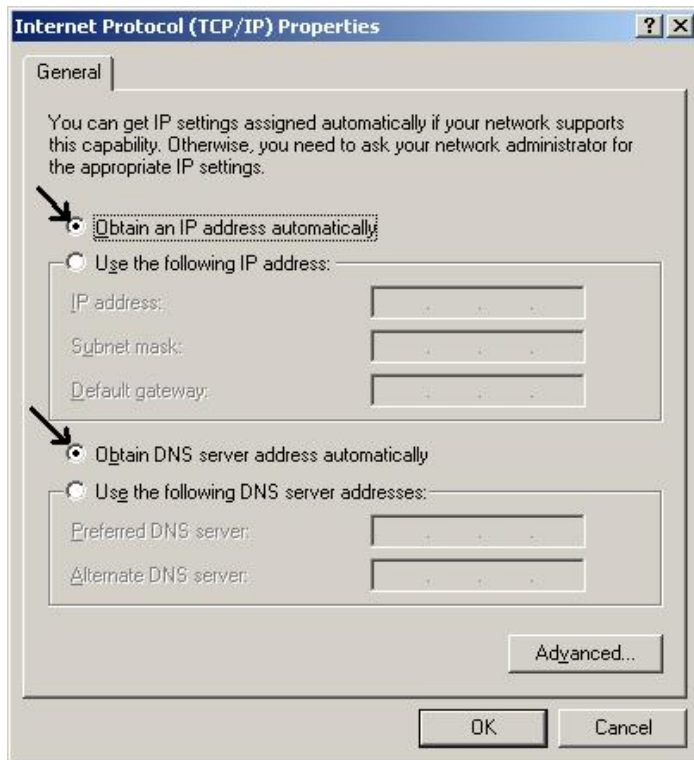 Internet Protocol (TCP/IP) Properties
General
You can get IP settings assigned automatically if your network supports
this capability. Otherwise, you need to ask your network administrator for
the appropriate IP settings.
Obtain an IP address automatically
Use the following IP address:
IP address:
Subnet mask:
Default gateway:
Obtain DNS server address automatically
Use the following DNS server addresses:
Preferred DNS server:
Alternate DNS server:
Advanced...
OK Cancel